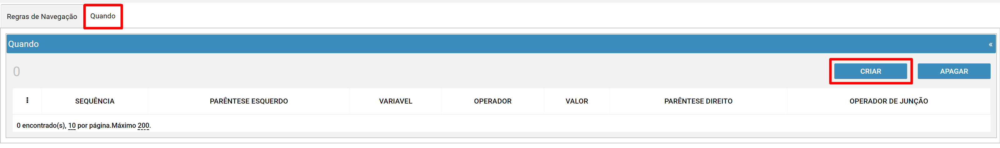 Regras de Navegação Quando
Quando «
0 CRIAR APAGAR
SEQUÊNCIA PARÊNTESE ESQUERDO VARIAVEL OPERADOR VALOR PARÊNTESE DIREITO OPERADOR DE JUNÇÃO
0 encontrado(s), 10 por página.Máximo 200.